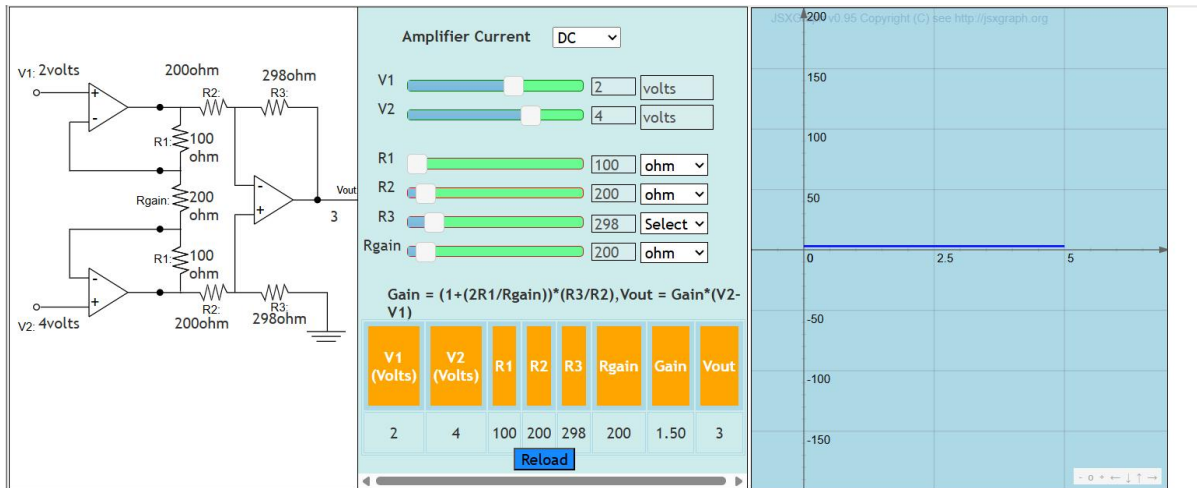 V1: 2volts
200ohm
298ohm
R2:
R3:
+
-
R1: 100
ohm
Rgain: 200
ohm
-
+
Vout
3
R1: 100
ohm
-
+
V2: 4volts
R2:
200ohm
R3:
298ohm
Amplifier Current DC
V1 2 volts
V2 4 volts
R1 100 ohm
R2 200 ohm
R3 298 Select
Rgain 200 ohm
Gain = (1+(2R1/Rgain))*(R3/R2),Vout = Gain*(V2-
V1)
V1 (Volts) V2 (Volts) R1 R2 R3 Rgain Gain Vout
2 4 100 200 298 200 1.50 3
Reload
JSXGraph v0.95 Copyright (C) see http://jsxgraph.org
200
150
100
50
0 2.5 5
-50
-100
-150
- o + ← ↓ ↑ →